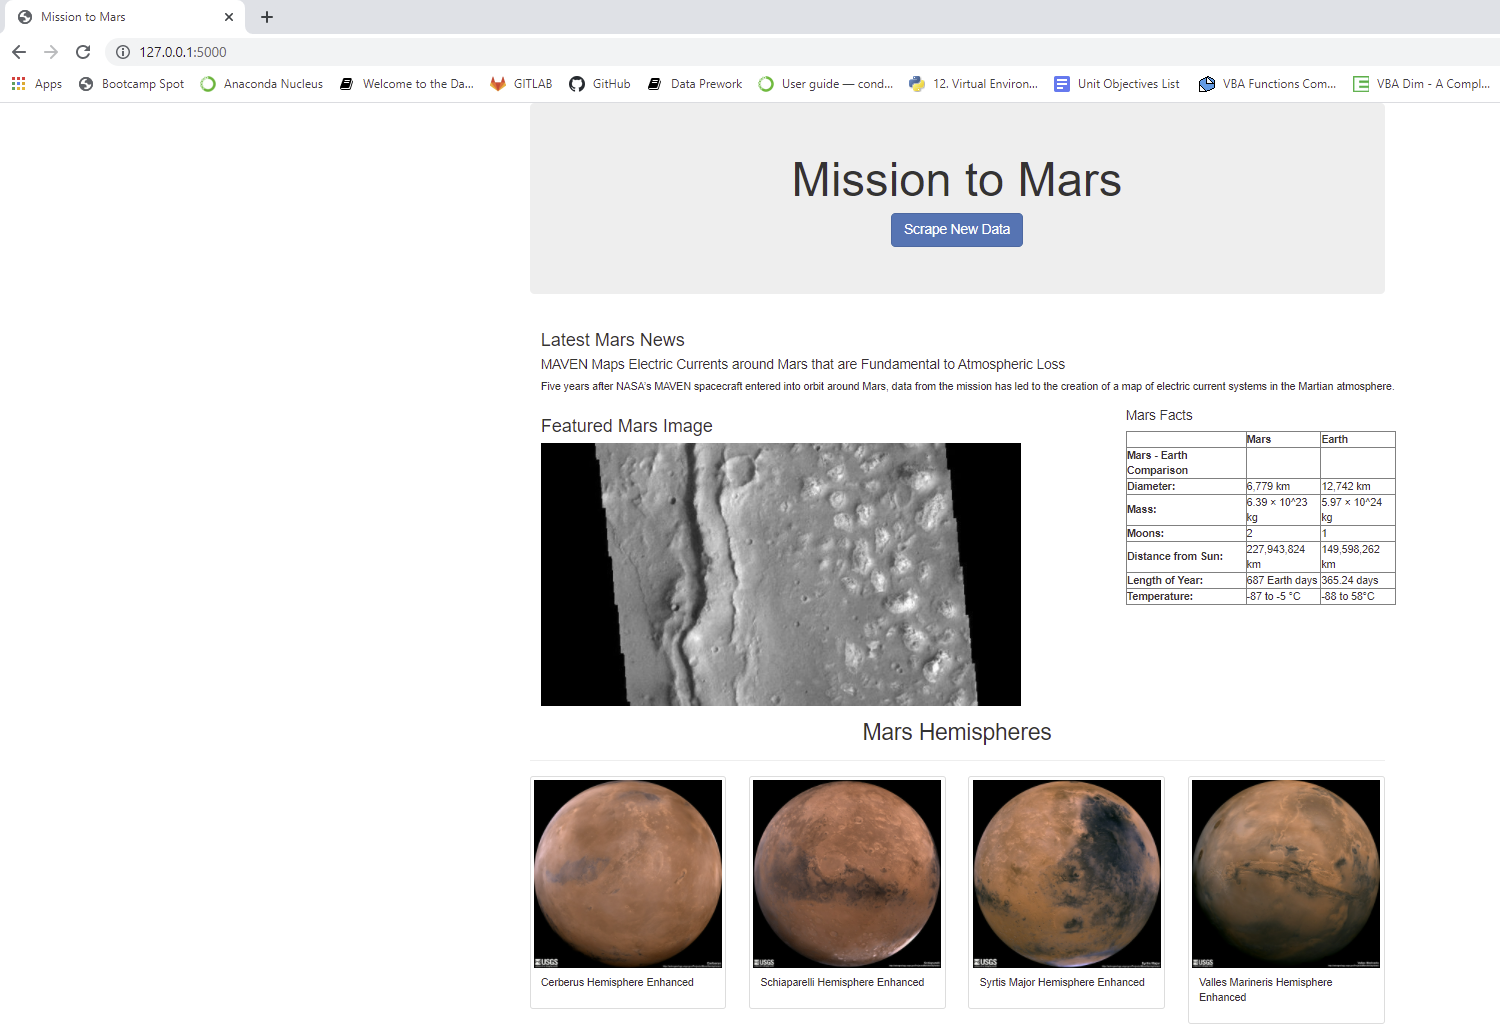 Mission to Mars
127.0.0.1:5000
Apps
Bootcamp Spot
Anaconda Nucleus
Welcome to the Da...
GITLAB
GitHub
Data Prework
User guide — cond...
12. Virtual Environ...
Unit Objectives List
VBA Functions Com...
VBA Dim - A Compl...
Mission to Mars
Scrape New Data
Latest Mars News
MAVEN Maps Electric Currents around Mars that are Fundamental to Atmospheric Loss
Five years after NASA's MAVEN spacecraft entered into orbit around Mars, data from the mission has led to the creation of a map of electric current systems in the Martian atmosphere.
Featured Mars Image
Mars Facts
Mars Earth
Mars - Earth
Comparison
Diameter: 6,779 km 12,742 km
Mass: 6.39 × 10^23 kg 5.97 × 10^24 kg
Moons: 2 1
Distance from Sun: 227,943,824 km 149,598,262 km
Length of Year: 687 Earth days 365.24 days
Temperature: -87 to -5 °C -88 to 58°C
Mars Hemispheres
USGS
USGS
USGS
USGS
Cerberus Hemisphere Enhanced
Schiaparelli Hemisphere Enhanced
Syrtis Major Hemisphere Enhanced
Valles Marineris Hemisphere
Enhanced